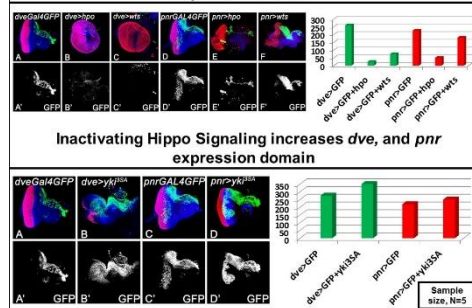 dveGal4GFP dve>hpo dve>wts pnrGAL4GFP pnr>hpo pnr>wts
A B C D E F
A' GFP B' GFP C' GFP D' GFP E' GFP F' GFP
300
250
200
150
100
50
0
dve>GFP dve>GFP+hpo dve>GFP+wts pnr>GFP pnr>GFP+hpo pnr>GFP+wts
Inactivating Hippo Signaling increases dve, and pnr
expression domain
dveGal4GFP dve>yki3SA pnrGAL4GFP pnr>yki3SA
A B C D
A' GFP B' GFP C' GFP D' GFP
350
300
250
200
150
100
50
0
dve>GFP dve>GFP+yki3SA pnr>GFP pnr>GFP+yki3SA
Sample
size, N=5